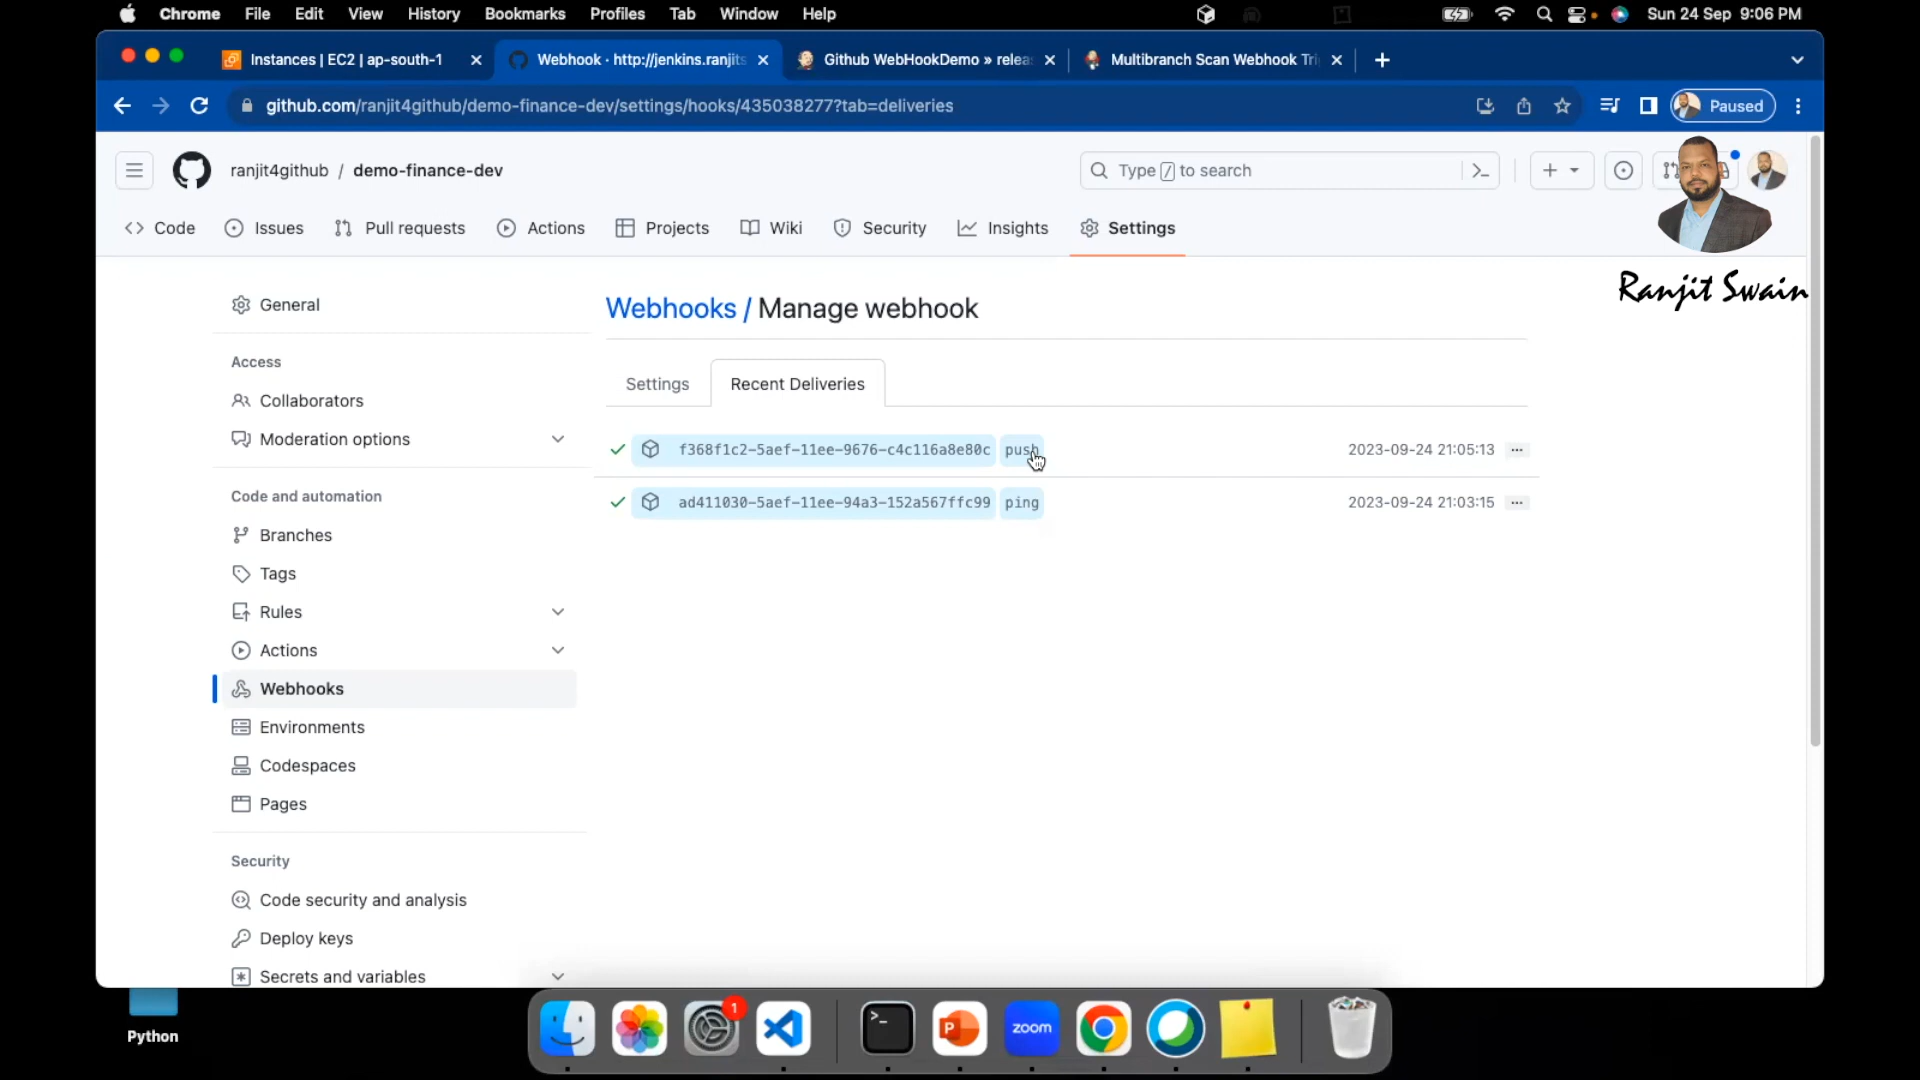 Chrome File Edit View History Bookmarks Profiles Tab Window Help Sun 24 Sep 9:06 PM
Instances | EC2 | ap-south-1 Webhook · http://jenkins.ranjits Github WebHookDemo » relea Multibranch Scan Webhook Tri
github.com/ranjit4github/demo-finance-dev/settings/hooks/435038277?tab=deliveries Paused
ranjit4github / demo-finance-dev Type / to search
Code Issues Pull requests Actions Projects Wiki Security Insights Settings
Ranjit Swain
General
Access
Collaborators
Moderation options
Code and automation
Branches
Tags
Rules
Actions
Webhooks
Environments
Codespaces
Pages
Security
Code security and analysis
Deploy keys
Secrets and variables
Webhooks / Manage webhook
Settings Recent Deliveries
f368f1c2-5aef-11ee-9676-c4c116a8e80c push 2023-09-24 21:05:13
ad411030-5aef-11ee-94a3-152a567ffc99 ping 2023-09-24 21:03:15
Python
1
zoom